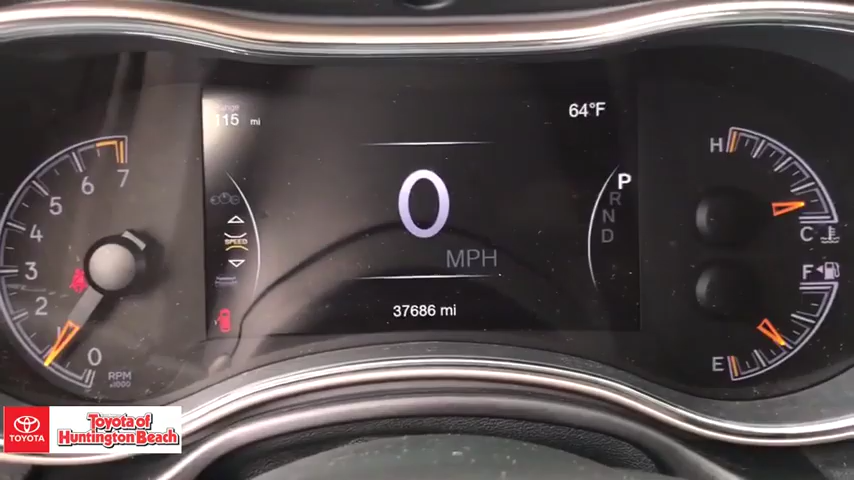 Range
115 mi
64°F
0
MPH
37686 mi
SPEED
P
R
N
D
7
6
5
4
3
2
1
0
RPM
x1000
H
C
F
E
TOYOTA
Toyota of
Huntington Beach